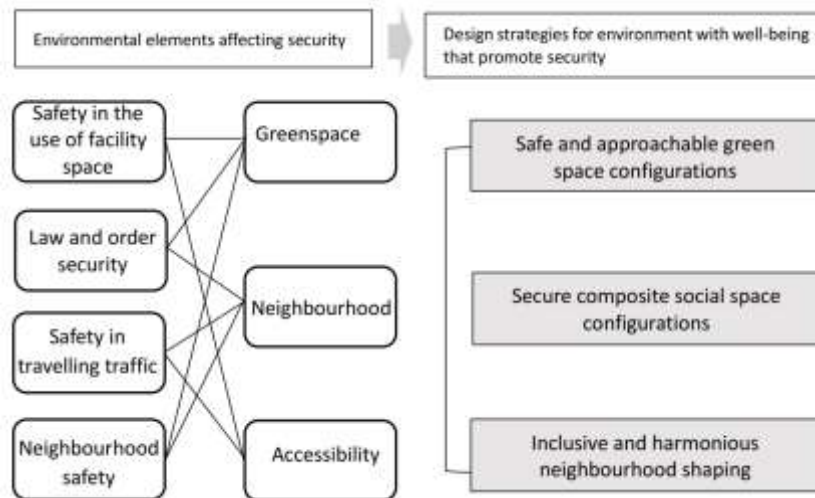 Environmental elements affecting security
Design strategies for environment with well-being
that promote security
Safety in the
use of facility
space
Law and order
security
Safety in
travelling traffic
Neighbourhood
safety
Greenspace
Neighbourhood
Accessibility
Safe and approachable green
space configurations
Secure composite social space
configurations
Inclusive and harmonious
neighbourhood shaping